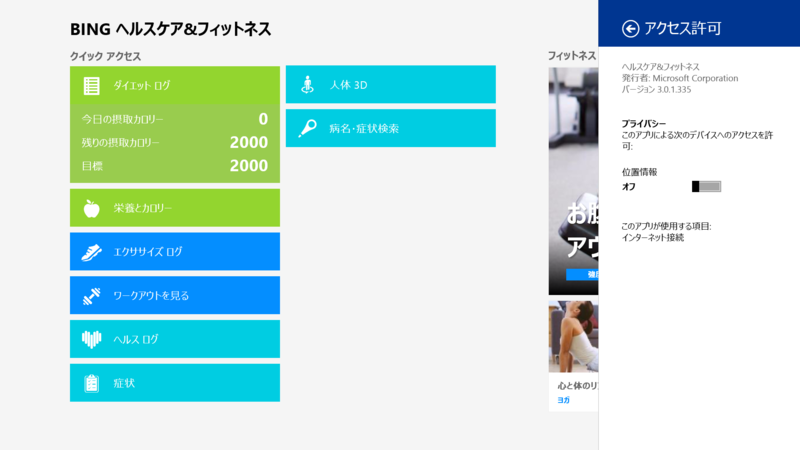 BING ヘルスケア&フィットネス
クイック アクセス
ダイエット ログ
今日の摂取カロリー 0
残りの摂取カロリー 2000
目標 2000
栄養とカロリー
エクササイズ ログ
ワークアウトを見る
ヘルス ログ
症状
人体 3D
病名・症状検索
フィットネス
お腹
アウ
心と体のリ
ヨガ
アクセス許可
ヘルスケア&フィットネス
発行者: Microsoft Corporation
バージョン 3.0.1.335
プライバシー
このアプリによる次のデバイスへのアクセスを許
可:
位置情報
オフ
このアプリが使用する項目:
インターネット接続